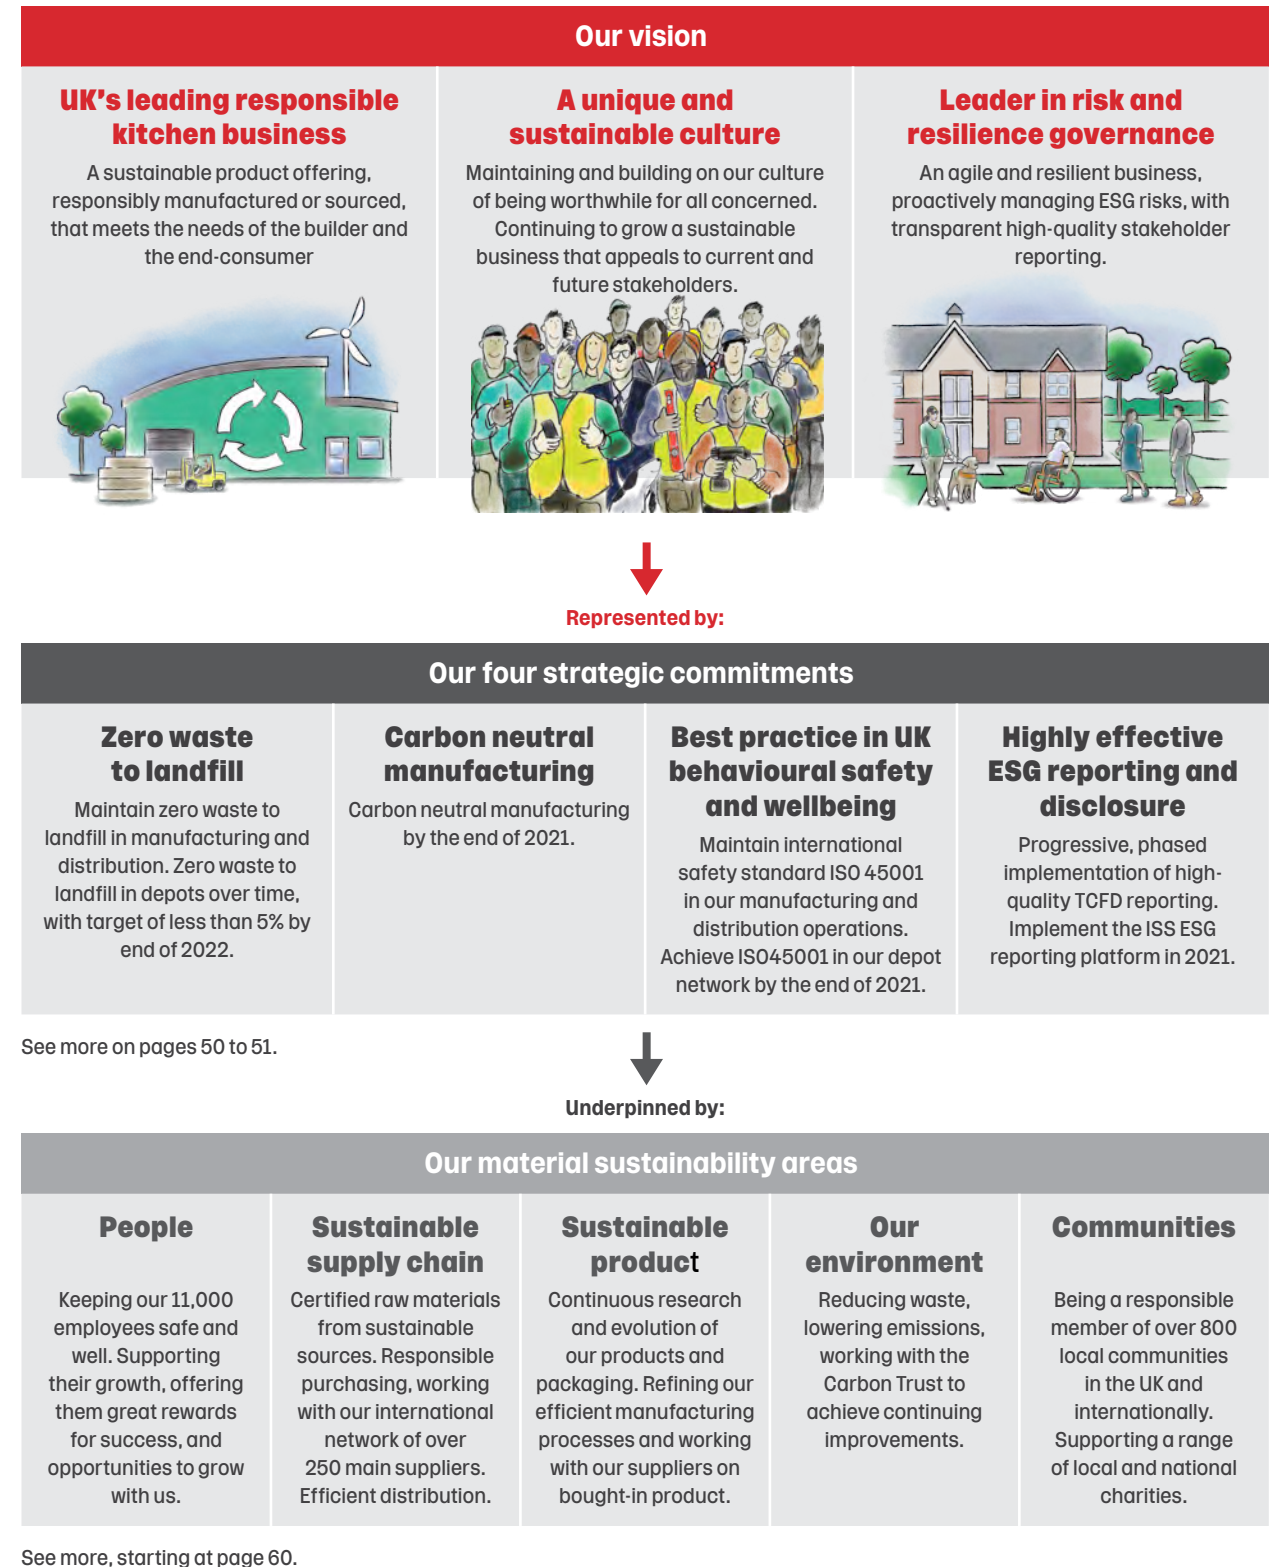 Our vision
UK's leading responsible
kitchen business
A sustainable product offering,
responsibly manufactured or sourced,
that meets the needs of the builder and
the end-consumer
A unique and
sustainable culture
Maintaining and building on our culture
of being worthwhile for all concerned.
Continuing to grow a sustainable
business that appeals to current and
future stakeholders.
Leader in risk and
resilience governance
An agile and resilient business,
proactively managing ESG risks, with
transparent high-quality stakeholder
reporting.
Represented by:
Our four strategic commitments
Zero waste
to landfill
Maintain zero waste to
landfill in manufacturing and
distribution. Zero waste to
landfill in depots over time,
with target of less than 5% by
end of 2022.
Carbon neutral
manufacturing
Carbon neutral manufacturing
by the end of 2021.
Best practice in UK
behavioural safety
and wellbeing
Maintain international
safety standard ISO 45001
in our manufacturing and
distribution operations.
Achieve ISO45001 in our depot
network by the end of 2021.
Highly effective
ESG reporting and
disclosure
Progressive, phased
implementation of high-
quality TCFD reporting.
Implement the ISS ESG
reporting platform in 2021.
See more on pages 50 to 51.
Underpinned by:
Our material sustainability areas
People
Keeping our 11,000
employees safe and
well. Supporting
their growth, offering
them great rewards
for success, and
opportunities to grow
with us.
Sustainable
supply chain
Certified raw materials
from sustainable
sources. Responsible
purchasing, working
with our international
network of over
250 main suppliers.
Efficient distribution.
Sustainable
product
Continuous research
and evolution of
our products and
packaging. Refining our
efficient manufacturing
processes and working
with our suppliers on
bought-in product.
Our
environment
Reducing waste,
lowering emissions,
working with the
Carbon Trust to
achieve continuing
improvements.
Communities
Being a responsible
member of over 800
local communities
in the UK and
internationally.
Supporting a range
of local and national
charities.
See more, starting at page 60.